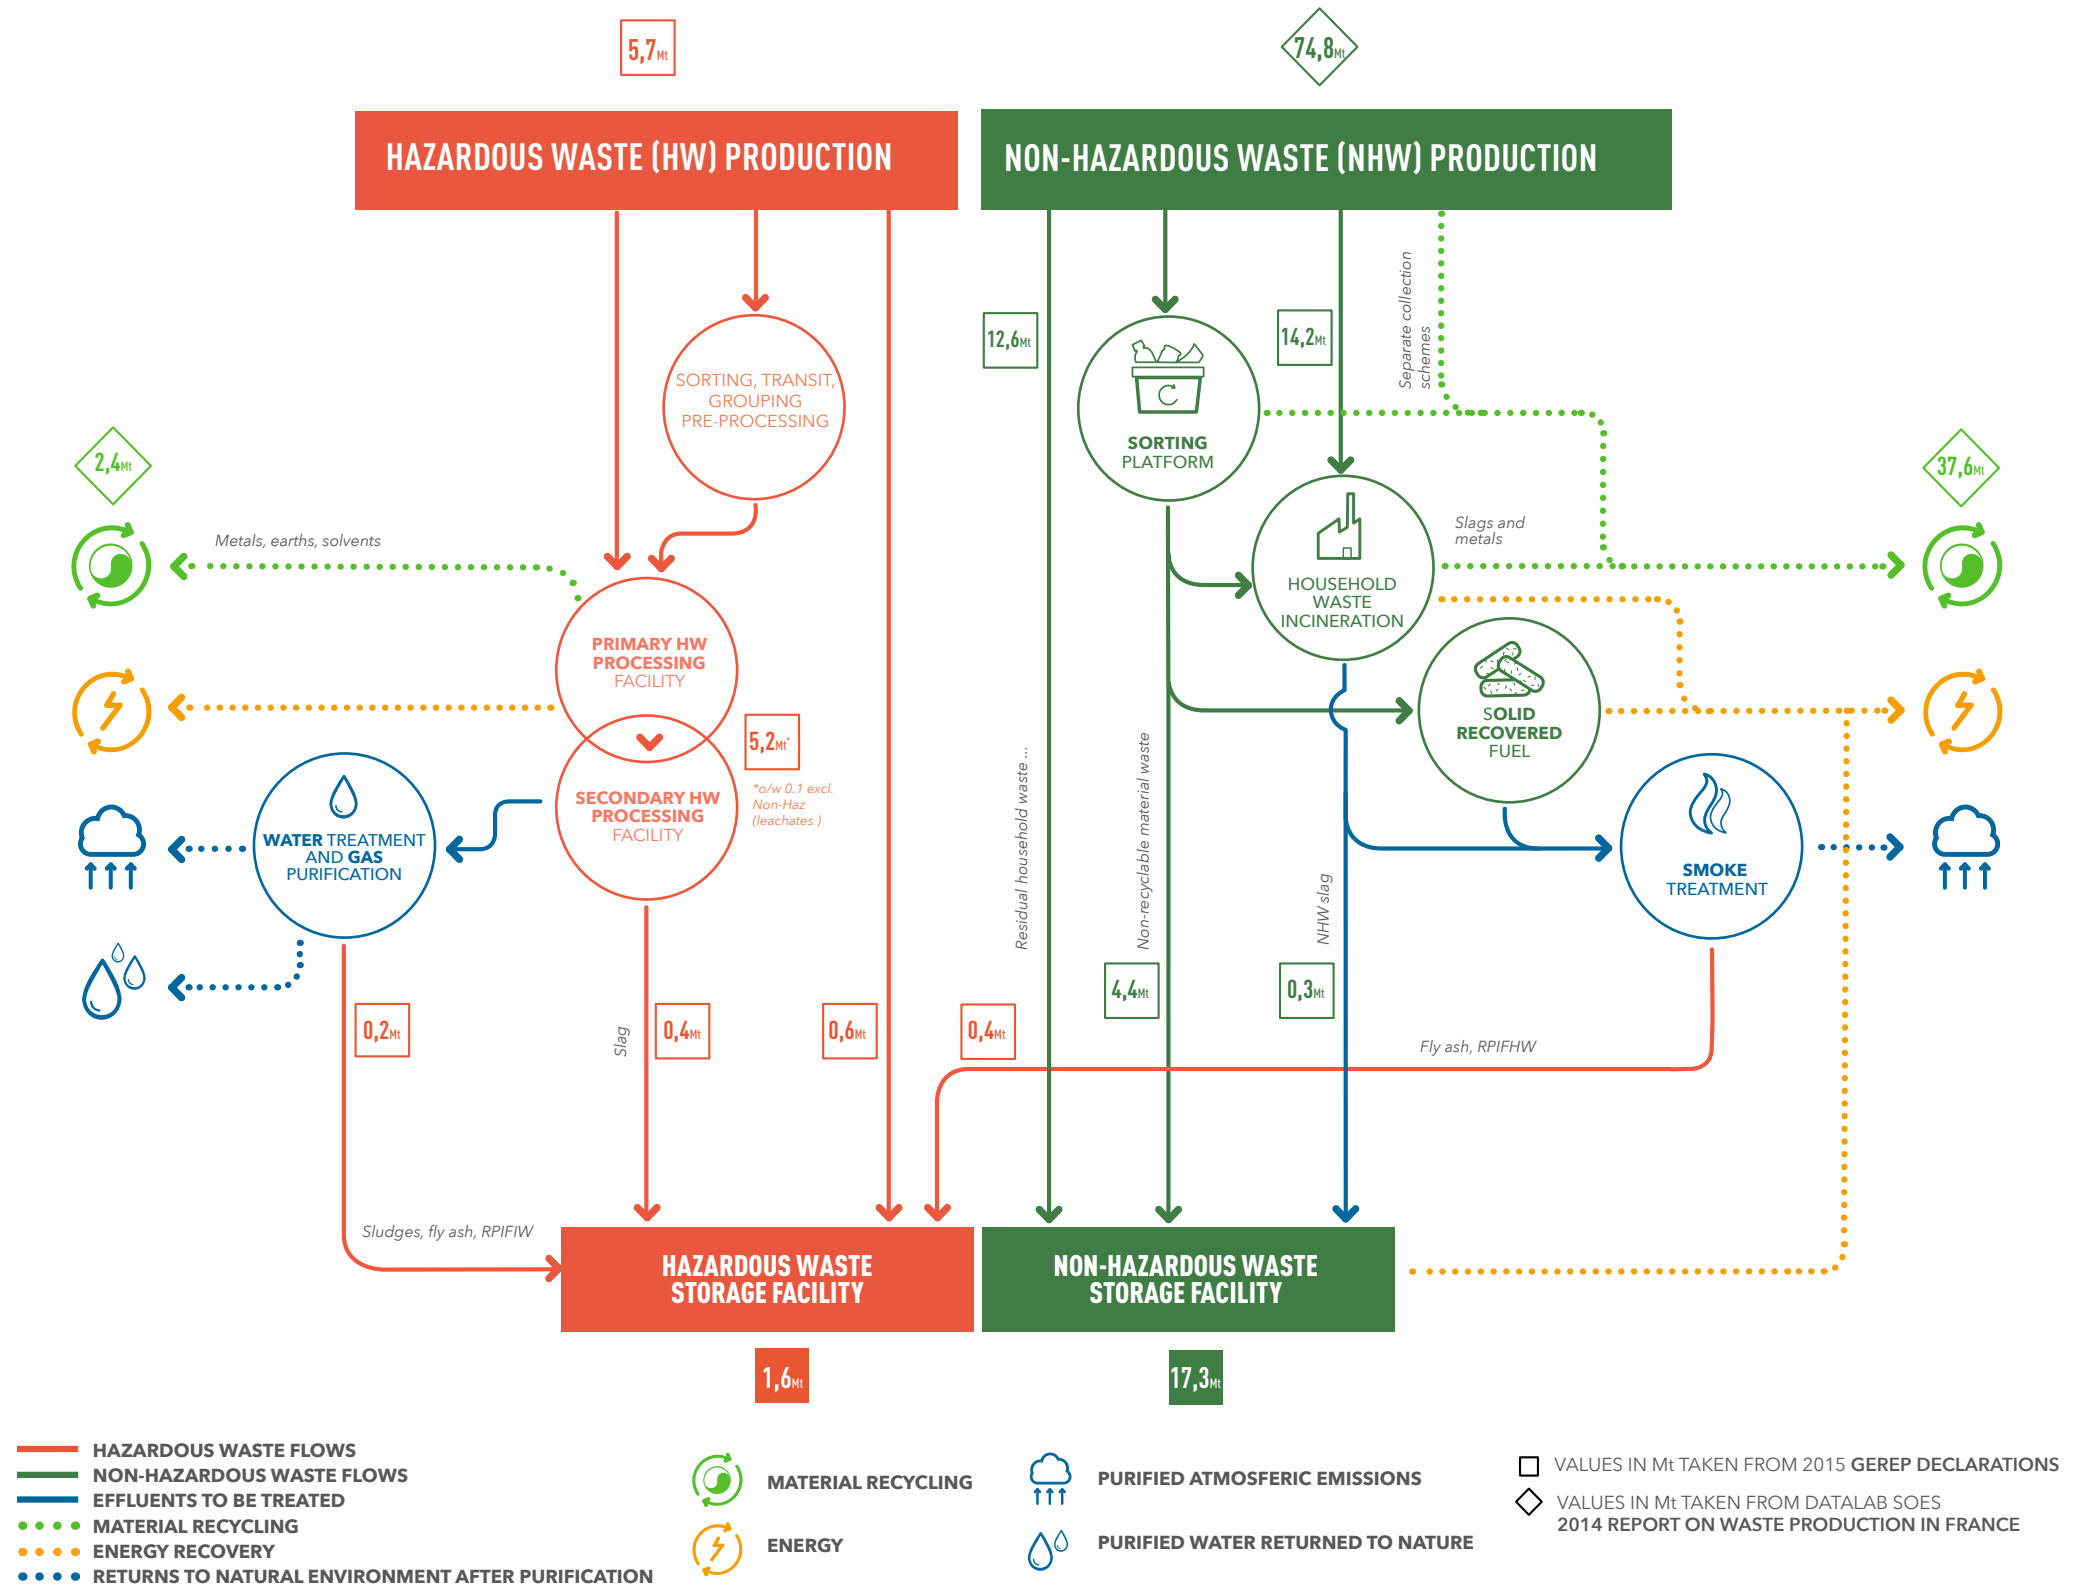 5,7Mt
74,8Mt
HAZARDOUS WASTE (HW) PRODUCTION
NON-HAZARDOUS WASTE (NHW) PRODUCTION
Separate collection
schemes
12,6Mt
14,2Mt
SORTING, TRANSIT,
GROUPING
PRE-PROCESSING
SORTING
PLATFORM
2,4Mt
37,6Mt
Metals, earths, solvents
Slags and
metals
HOUSEHOLD
WASTE
INCINERATION
PRIMARY HW
PROCESSING
FACILITY
SOLID
RECOVERED
FUEL
5,2Mt*
*o/w 0.1 excl.
Non-Haz
(leachates )
SECONDARY HW
PROCESSING
FACILITY
WATER TREATMENT
AND GAS
PURIFICATION
SMOKE
TREATMENT
Residual household waste ...
Non-recyclable material waste
NHW slag
4,4Mt
0,3Mt
0,2Mt
Slag
0,4Mt
0,6Mt
0,4Mt
Fly ash, RPIFHW
Sludges, fly ash, RPIFIW
HAZARDOUS WASTE
STORAGE FACILITY
NON-HAZARDOUS WASTE
STORAGE FACILITY
1,6Mt
17,3Mt
HAZARDOUS WASTE FLOWS
NON-HAZARDOUS WASTE FLOWS
EFFLUENTS TO BE TREATED
MATERIAL RECYCLING
ENERGY RECOVERY
RETURNS TO NATURAL ENVIRONMENT AFTER PURIFICATION
MATERIAL RECYCLING
ENERGY
PURIFIED ATMOSFERIC EMISSIONS
PURIFIED WATER RETURNED TO NATURE
VALUES IN Mt TAKEN FROM 2015 GEREP DECLARATIONS
VALUES IN Mt TAKEN FROM DATALAB SOES
2014 REPORT ON WASTE PRODUCTION IN FRANCE